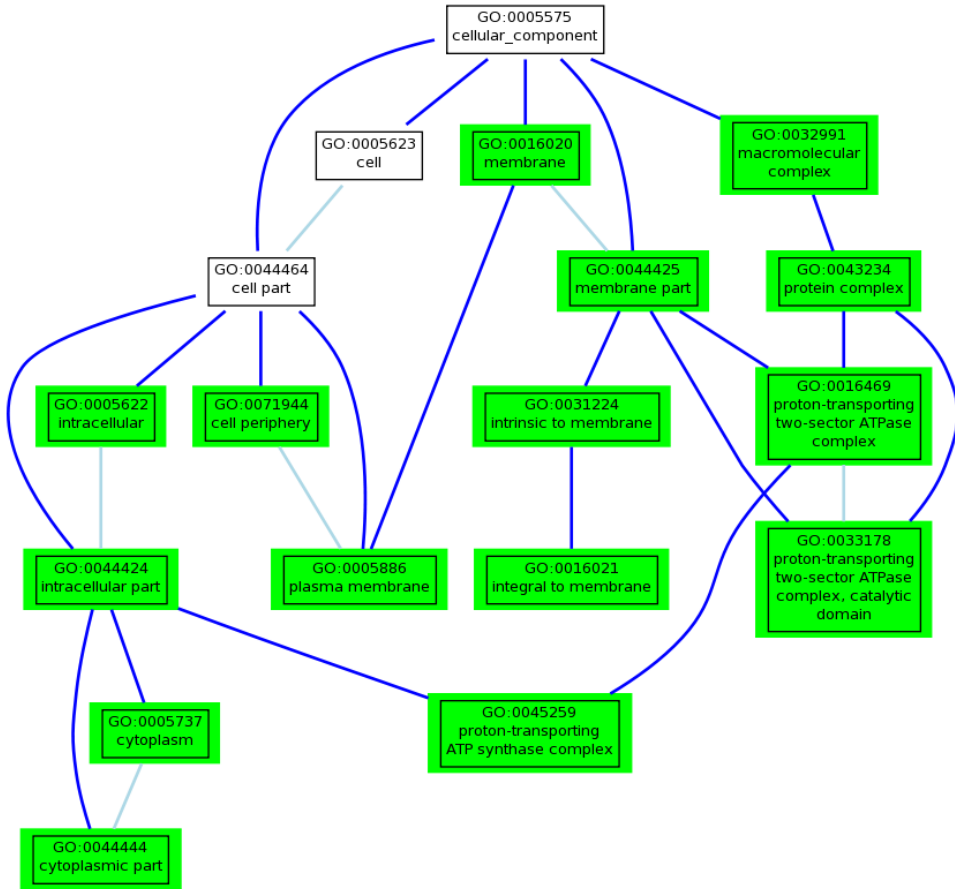 GO:0005575
cellular_component
GO:0005623
cell
GO:0016020
membrane
GO:0032991
macromolecular
complex
GO:0044464
cell part
GO:0044425
membrane part
GO:0043234
protein complex
GO:0005622
intracellular
GO:0071944
cell periphery
GO:0031224
intrinsic to membrane
GO:0016469
proton-transporting
two-sector ATPase
complex
GO:0044424
intracellular part
GO:0005886
plasma membrane
GO:0016021
integral to membrane
GO:0033178
proton-transporting
two-sector ATPase
complex, catalytic
domain
GO:0005737
cytoplasm
GO:0045259
proton-transporting
ATP synthase complex
GO:0044444
cytoplasmic part